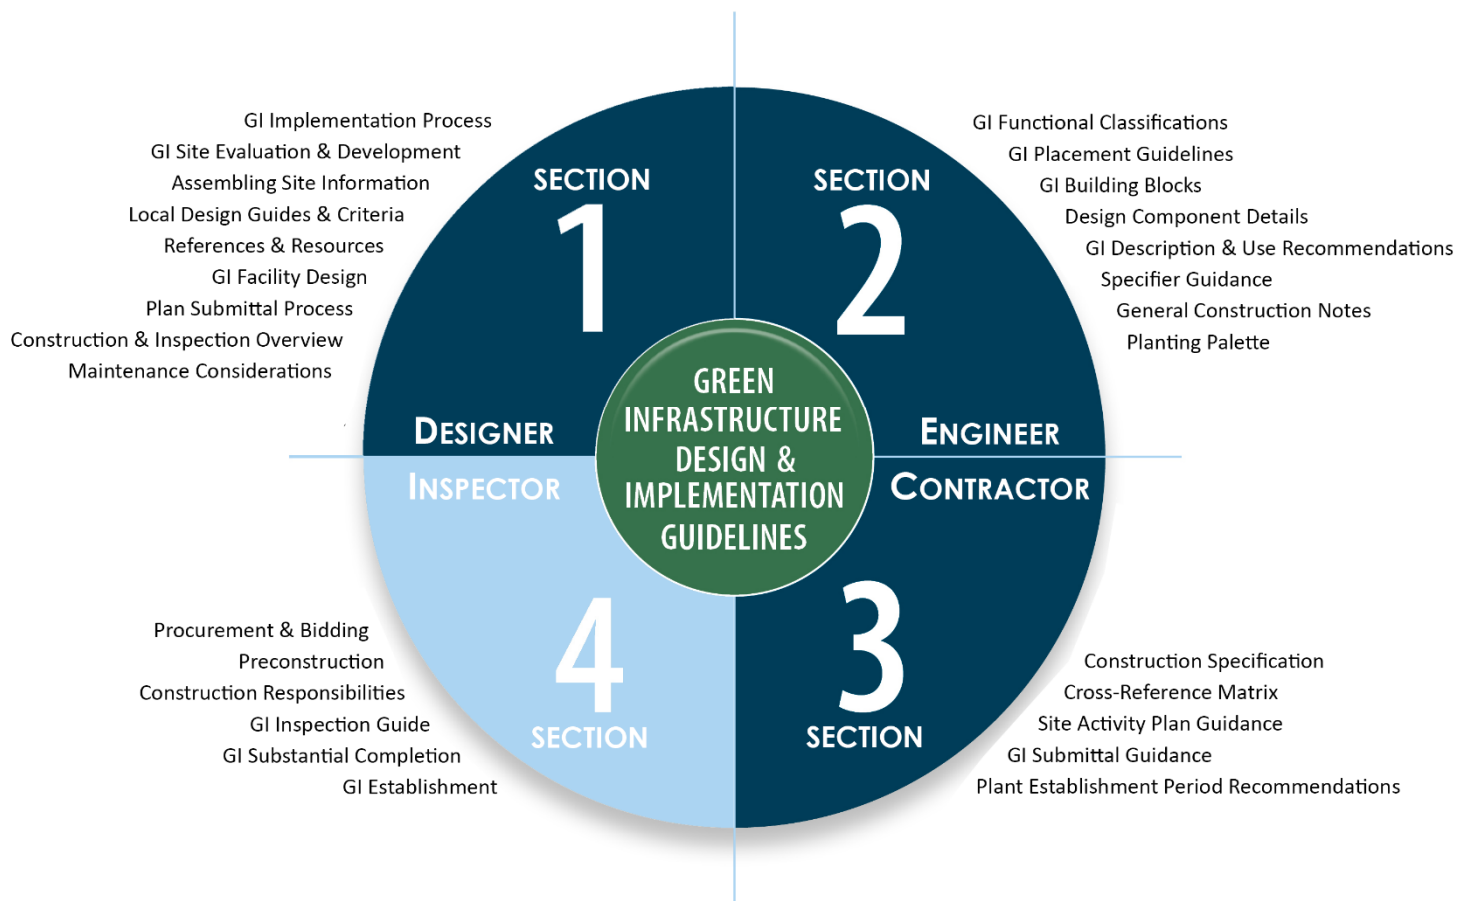 GI Implementation Process
GI Site Evaluation & Development
Assembling Site Information
Local Design Guides & Criteria
References & Resources
GI Facility Design
Plan Submittal Process
Construction & Inspection Overview
Maintenance Considerations
SECTION
1
DESIGNER
SECTION
2
ENGINEER
GI Functional Classifications
GI Placement Guidelines
GI Building Blocks
Design Component Details
GI Description & Use Recommendations
Specifier Guidance
General Construction Notes
Planting Palette
GREEN
INFRASTRUCTURE
DESIGN &
IMPLEMENTATION
GUIDELINES
INSPECTOR
4
SECTION
Procurement & Bidding
Preconstruction
Construction Responsibilities
GI Inspection Guide
GI Substantial Completion
GI Establishment
CONTRACTOR
3
SECTION
Construction Specification
Cross-Reference Matrix
Site Activity Plan Guidance
GI Submittal Guidance
Plant Establishment Period Recommendations